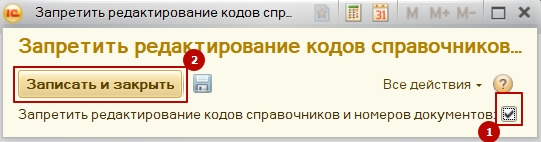 1С Запретить редактирование кодов спр.. M M+ M-
Запретить редактирование кодов справочников...
Записать и закрыть 2 Все действия ?
Запретить редактирование кодов справочников и номеров документов:
1